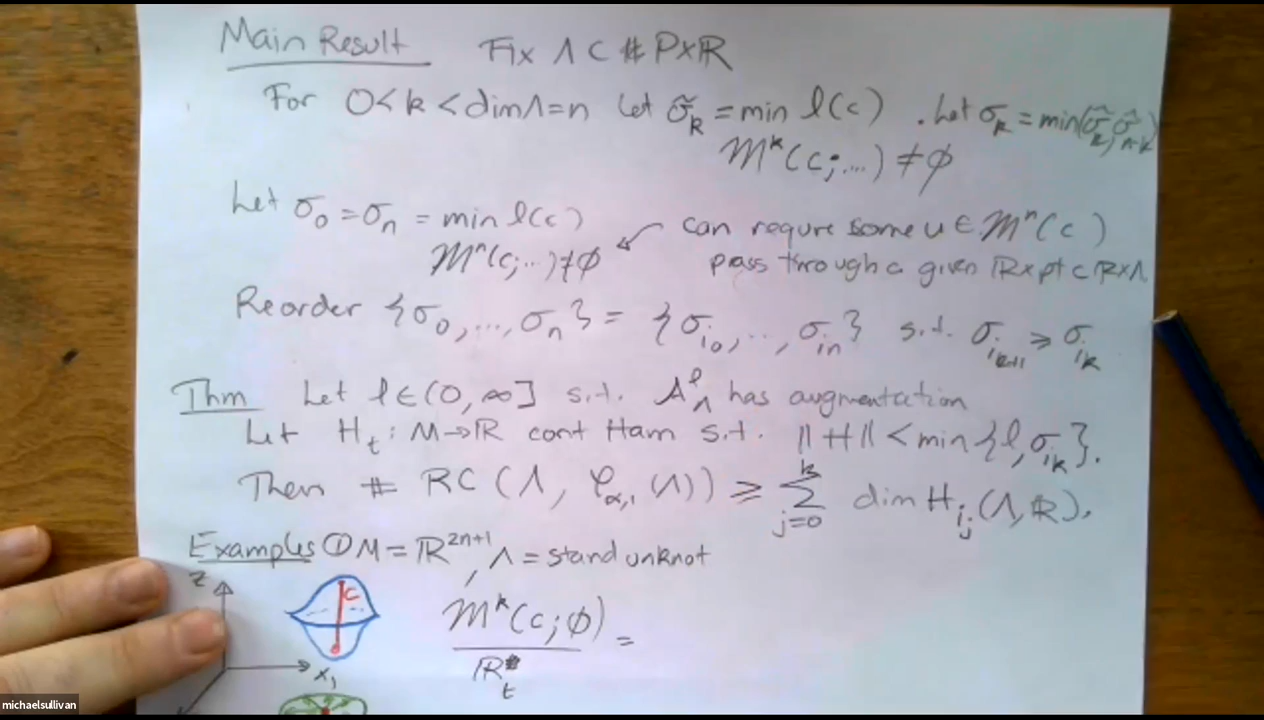 Main Result Fix Λ ⊂ # P×ℝ
For 0<k<dimΛ=n Let σ̃_k = min l(c) . Let σ_k = min(σ̃_k, σ̃_{n-k})
𝓜^k(c;...) ≠ ∅
Let σ_0 = σ_n = min l(c)
𝓜^n(c;...) ≠ ∅
can requre some u ∈ 𝓜^n(c)
pass through a given ℝ×pt ⊂ ℝ×Λ
Reorder {σ_0,...,σ_n} = {σ_{i_0},...,σ_{i_n}} s.t. σ_{i_{k+1}} ≥ σ_{i_k}
Thm Let l ∈ (0,∞] s.t. A^l_Λ has augmentation
Let H_t : M→ℝ cont Ham s.t. ||H|| < min{l, σ_{i_k}}.
Then # RC(Λ, φ_{α,1}(Λ)) ≥ Σ_{j=0}^{k} dim H_{i_j}(Λ,ℝ).
Examples ① M = ℝ^{2n+1}, Λ = stand unknot
z
c
x_1
𝓜^k(c;∅) =
ℝ_t
michaelsullivan